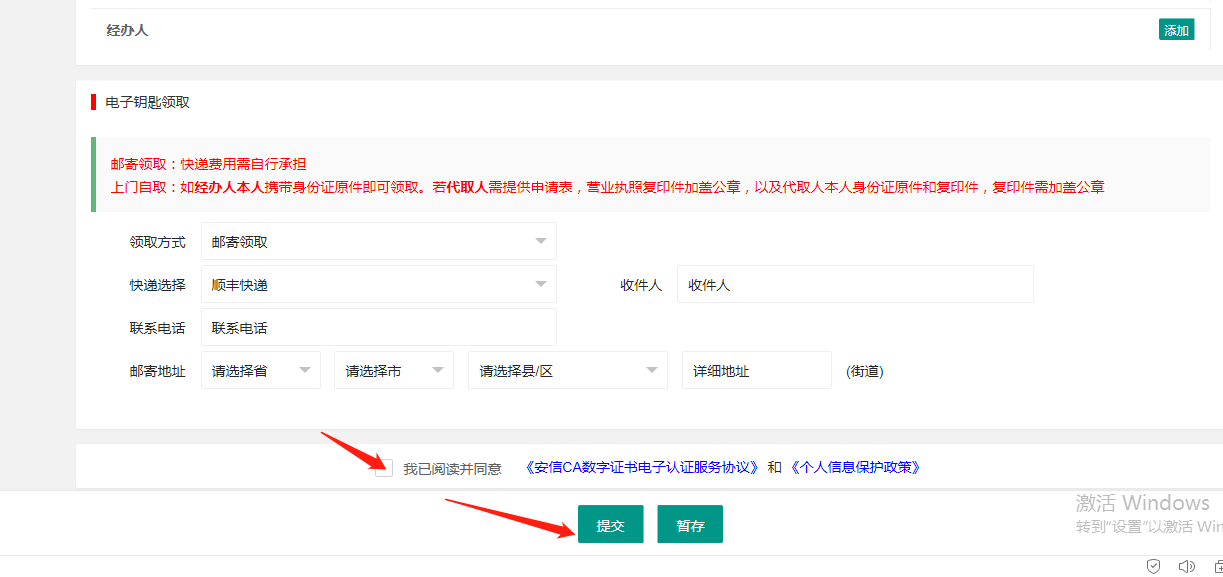 经办人
添加
电子钥匙领取
邮寄领取：快递费用需自行承担
上门自取：如经办人本人携带身份证原件即可领取。若代取人需提供申请表，营业执照复印件加盖公章，以及代取人本人身份证原件和复印件，复印件需加盖公章
领取方式 邮寄领取
快递选择 顺丰快递 收件人 收件人
联系电话 联系电话
邮寄地址 请选择省 请选择市 请选择县/区 详细地址 (街道)
我已阅读并同意 《安信CA数字证书电子认证服务协议》 和 《个人信息保护政策》
提交 暂存
激活 Windows
转到“设置”以激活 Win